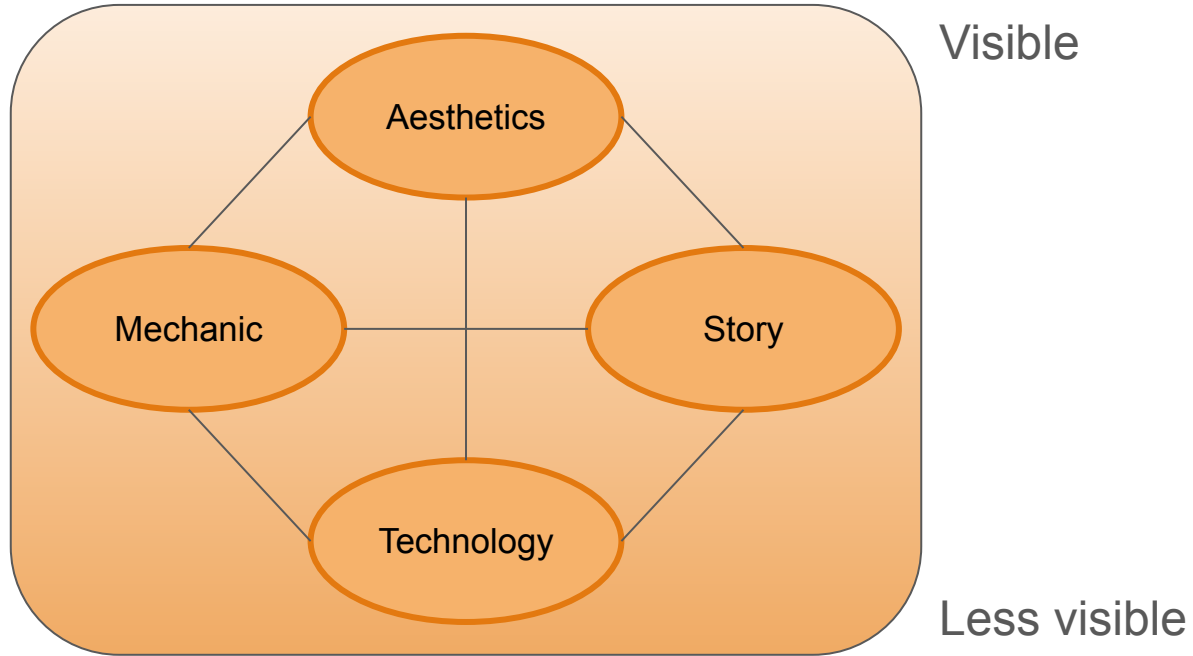 Visible
Aesthetics
Mechanic
Story
Technology
Less visible